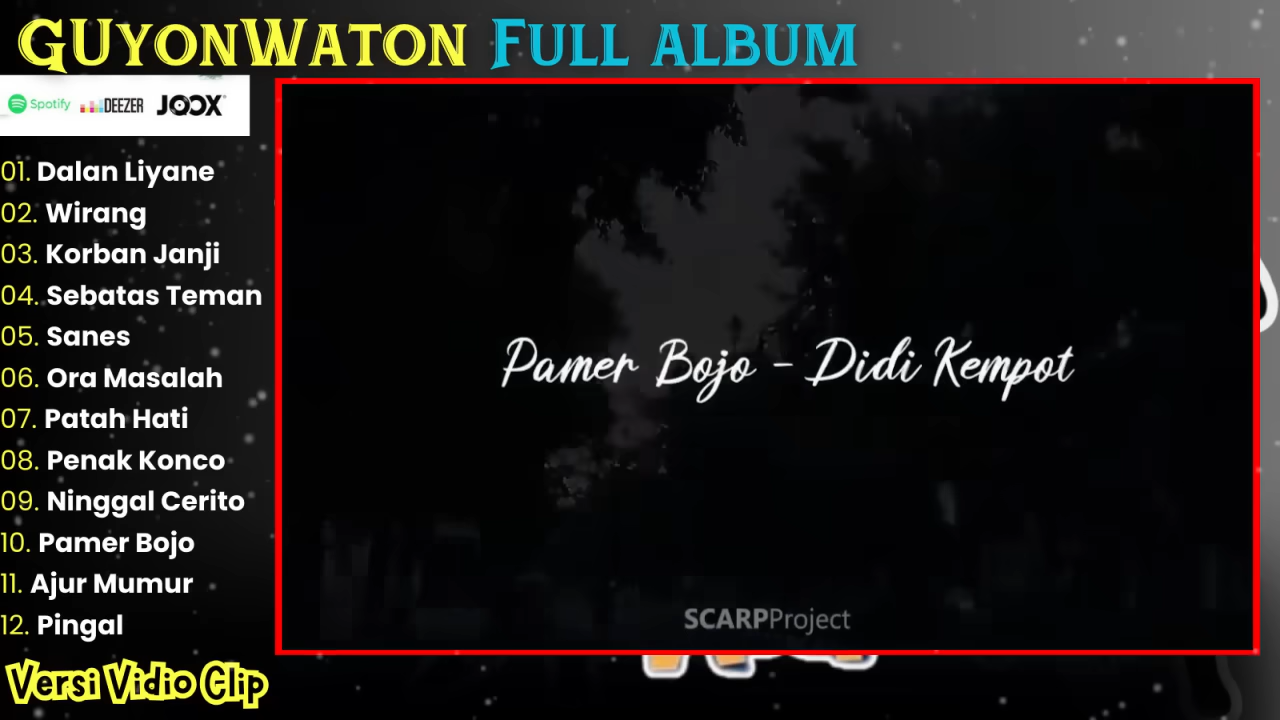 GUYONWATON FULL ALBUM
Spotify DEEZER JOOX
01. Dalan Liyane
02. Wirang
03. Korban Janji
04. Sebatas Teman
05. Sanes
06. Ora Masalah
07. Patah Hati
08. Penak Konco
09. Ninggal Cerito
10. Pamer Bojo
11. Ajur Mumur
12. Pingal
Versi Vidio Clip
Pamer Bojo - Didi Kempot
SCARPProject